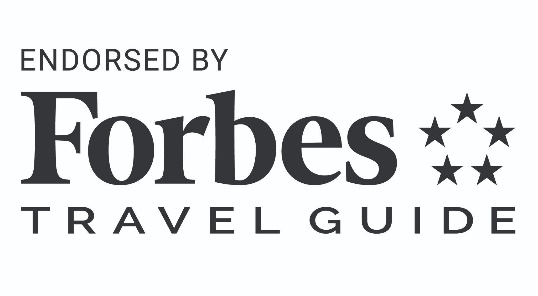 ENDORSED BY
Forbes
TRAVEL GUIDE